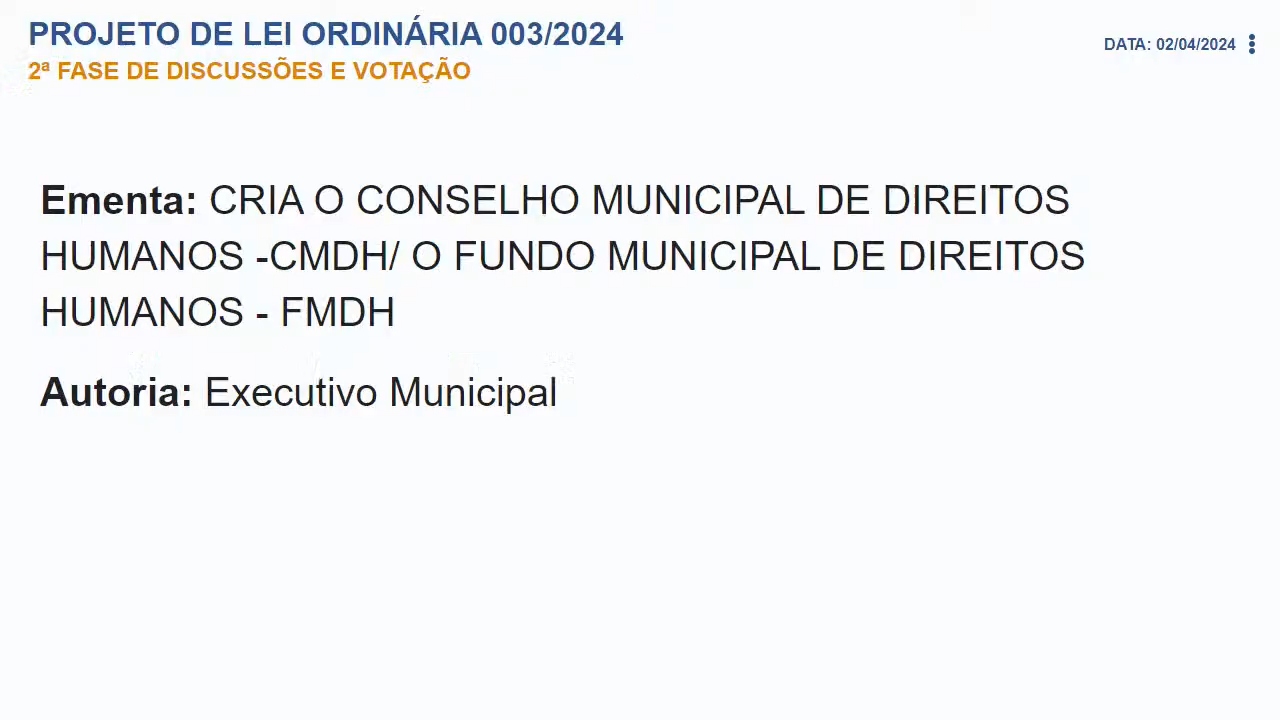 PROJETO DE LEI ORDINÁRIA 003/2024
DATA: 02/04/2024
2ª FASE DE DISCUSSÕES E VOTAÇÃO
Ementa: CRIA O CONSELHO MUNICIPAL DE DIREITOS
HUMANOS -CMDH/ O FUNDO MUNICIPAL DE DIREITOS
HUMANOS - FMDH
Autoria: Executivo Municipal